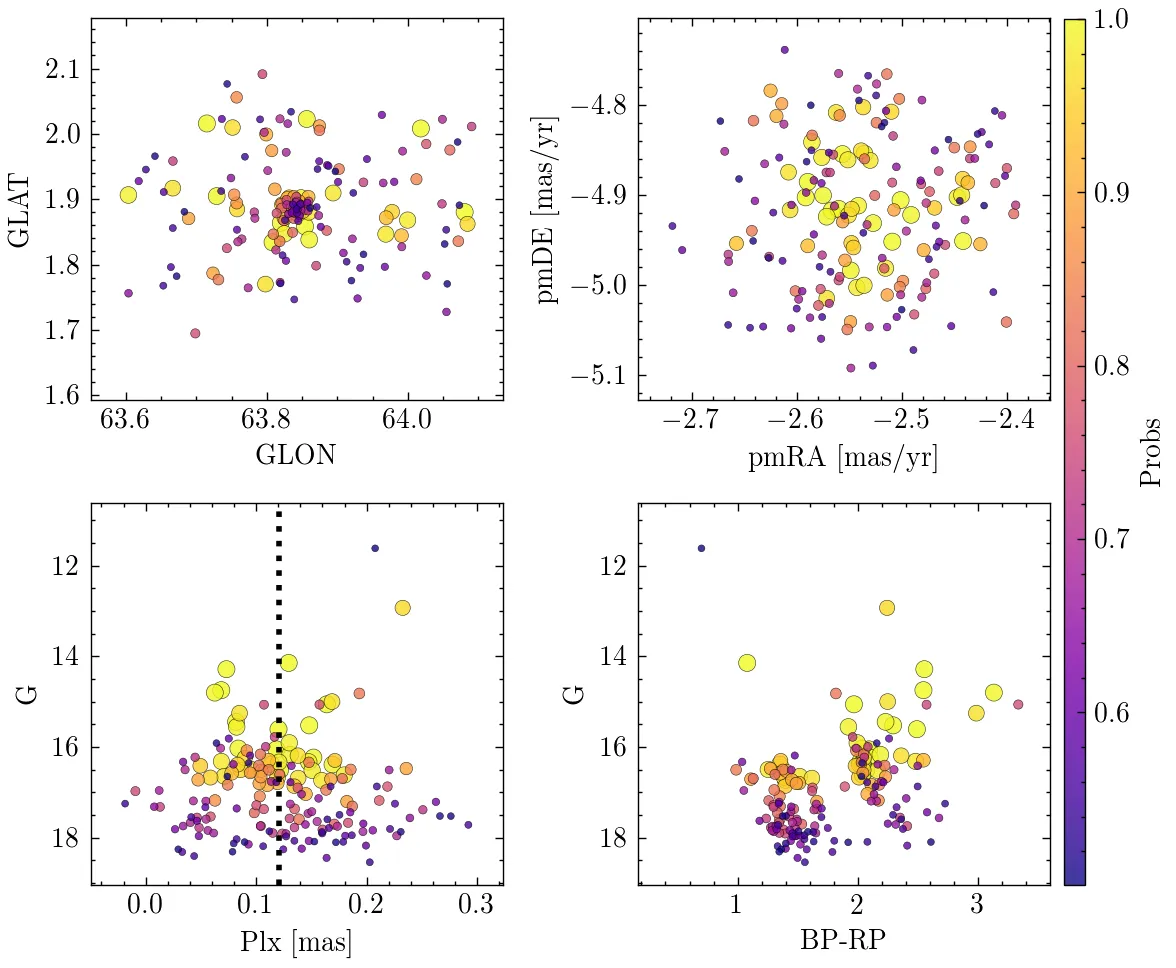 2.1
2.0
1.9
1.8
1.7
1.6
GLAT
63.6 63.8 64.0
GLON
−4.8
−4.9
−5.0
−5.1
pmDE [mas/yr]
−2.7 −2.6 −2.5 −2.4
pmRA [mas/yr]
1.0
0.9
0.8
0.7
0.6
Probs
12
14
16
18
G
0.0 0.1 0.2 0.3
Plx [mas]
12
14
16
18
G
1 2 3
BP-RP